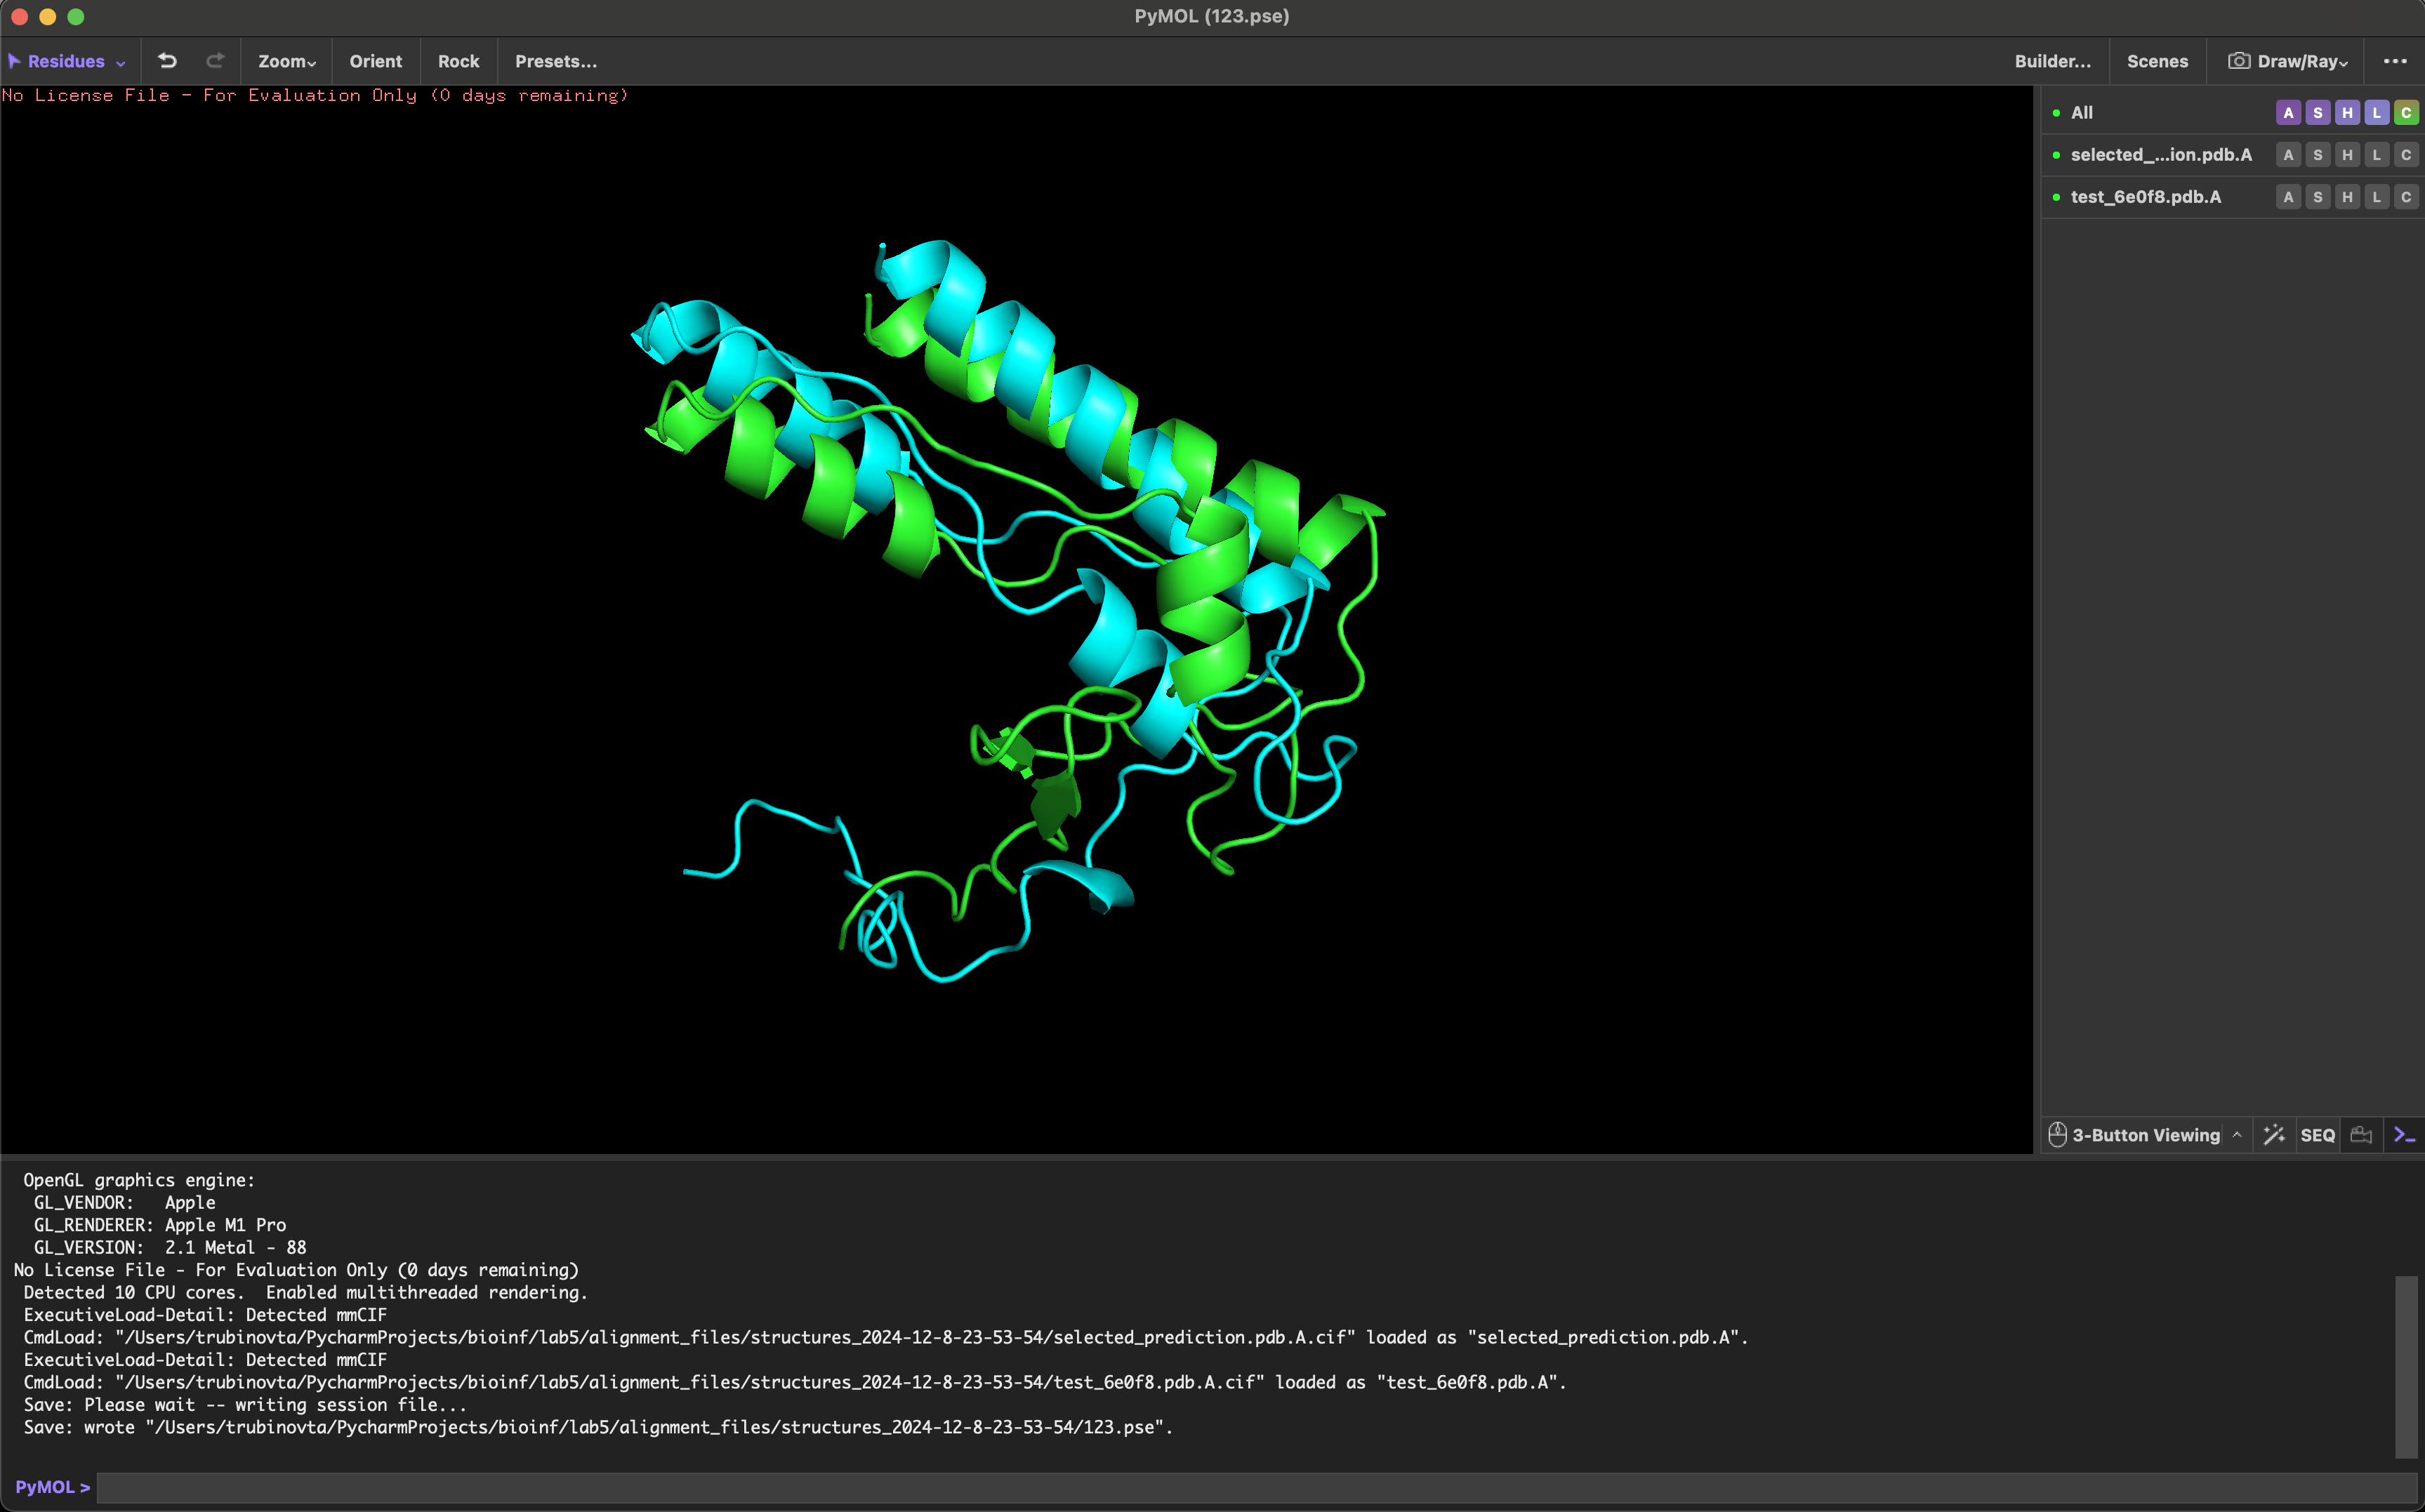 PyMOL (123.pse)
Residues Zoom Orient Rock Presets... Builder... Scenes Draw/Ray
No License File - For Evaluation Only (0 days remaining)
All A S H L C
selected_...ion.pdb.A A S H L C
test_6e0f8.pdb.A A S H L C
3-Button Viewing SEQ
OpenGL graphics engine:
GL_VENDOR: Apple
GL_RENDERER: Apple M1 Pro
GL_VERSION: 2.1 Metal - 88
No License File - For Evaluation Only (0 days remaining)
Detected 10 CPU cores. Enabled multithreaded rendering.
ExecutiveLoad-Detail: Detected mmCIF
CmdLoad: "/Users/trubinovta/PycharmProjects/bioinf/lab5/alignment_files/structures_2024-12-8-23-53-54/selected_prediction.pdb.A.cif" loaded as "selected_prediction.pdb.A".
ExecutiveLoad-Detail: Detected mmCIF
CmdLoad: "/Users/trubinovta/PycharmProjects/bioinf/lab5/alignment_files/structures_2024-12-8-23-53-54/test_6e0f8.pdb.A.cif" loaded as "test_6e0f8.pdb.A".
Save: Please wait -- writing session file...
Save: wrote "/Users/trubinovta/PycharmProjects/bioinf/lab5/alignment_files/structures_2024-12-8-23-53-54/123.pse".
PyMOL >